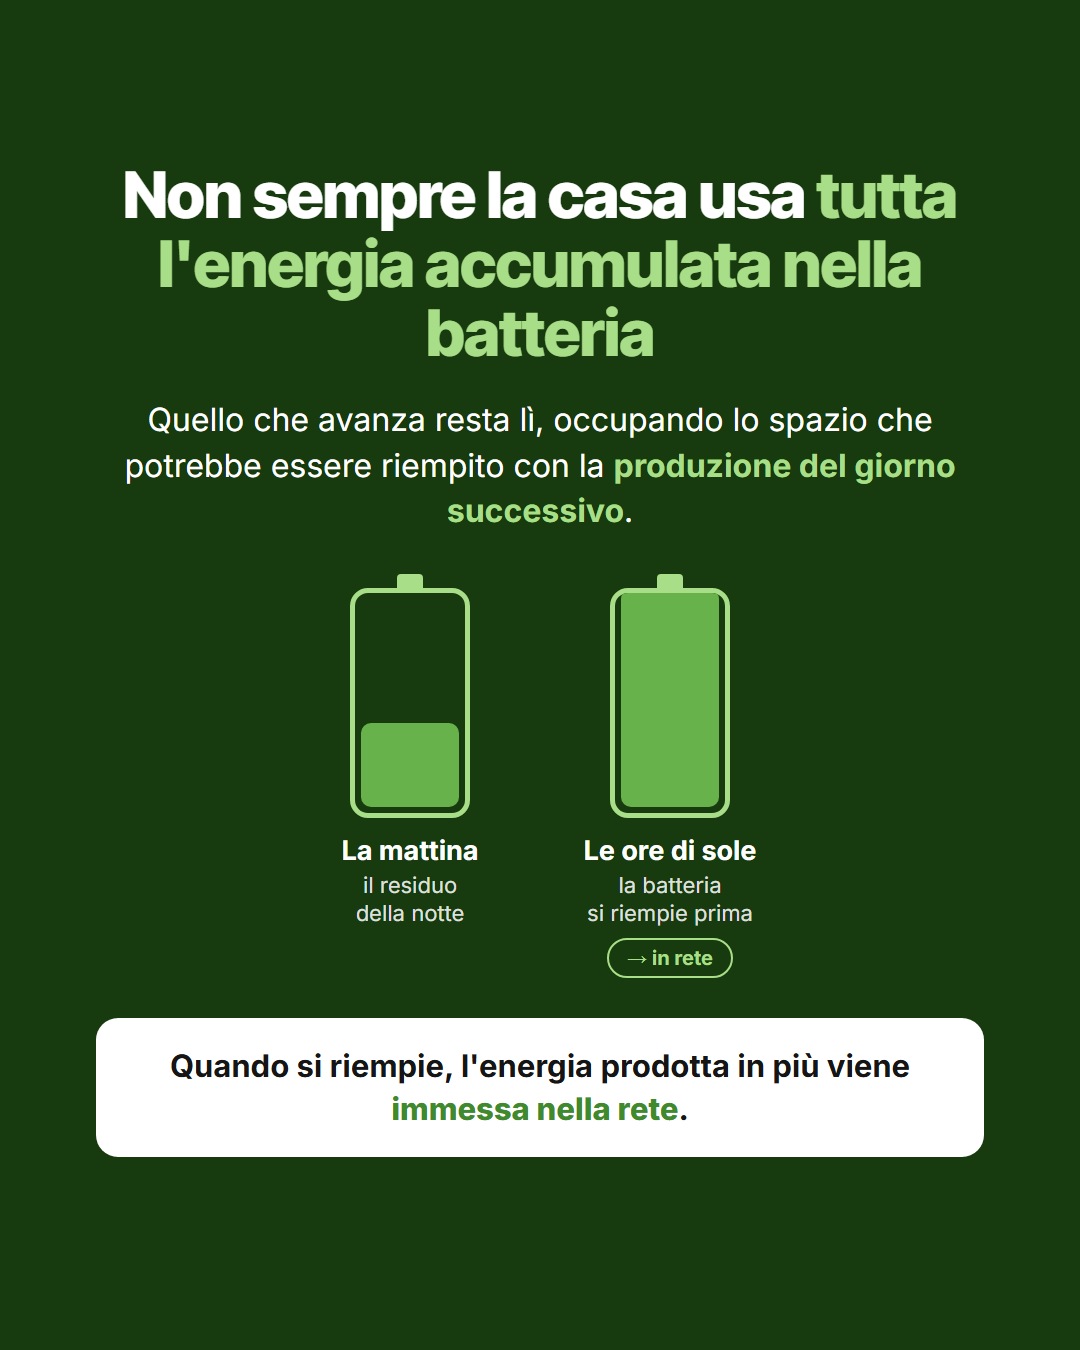 Non sempre la casa usa tutta
l'energia accumulata nella
batteria
Quello che avanza resta lì, occupando lo spazio che
potrebbe essere riempito con la produzione del giorno
successivo.
La mattina
il residuo
della notte
Le ore di sole
la batteria
si riempie prima
→ in rete
Quando si riempie, l'energia prodotta in più viene
immessa nella rete.